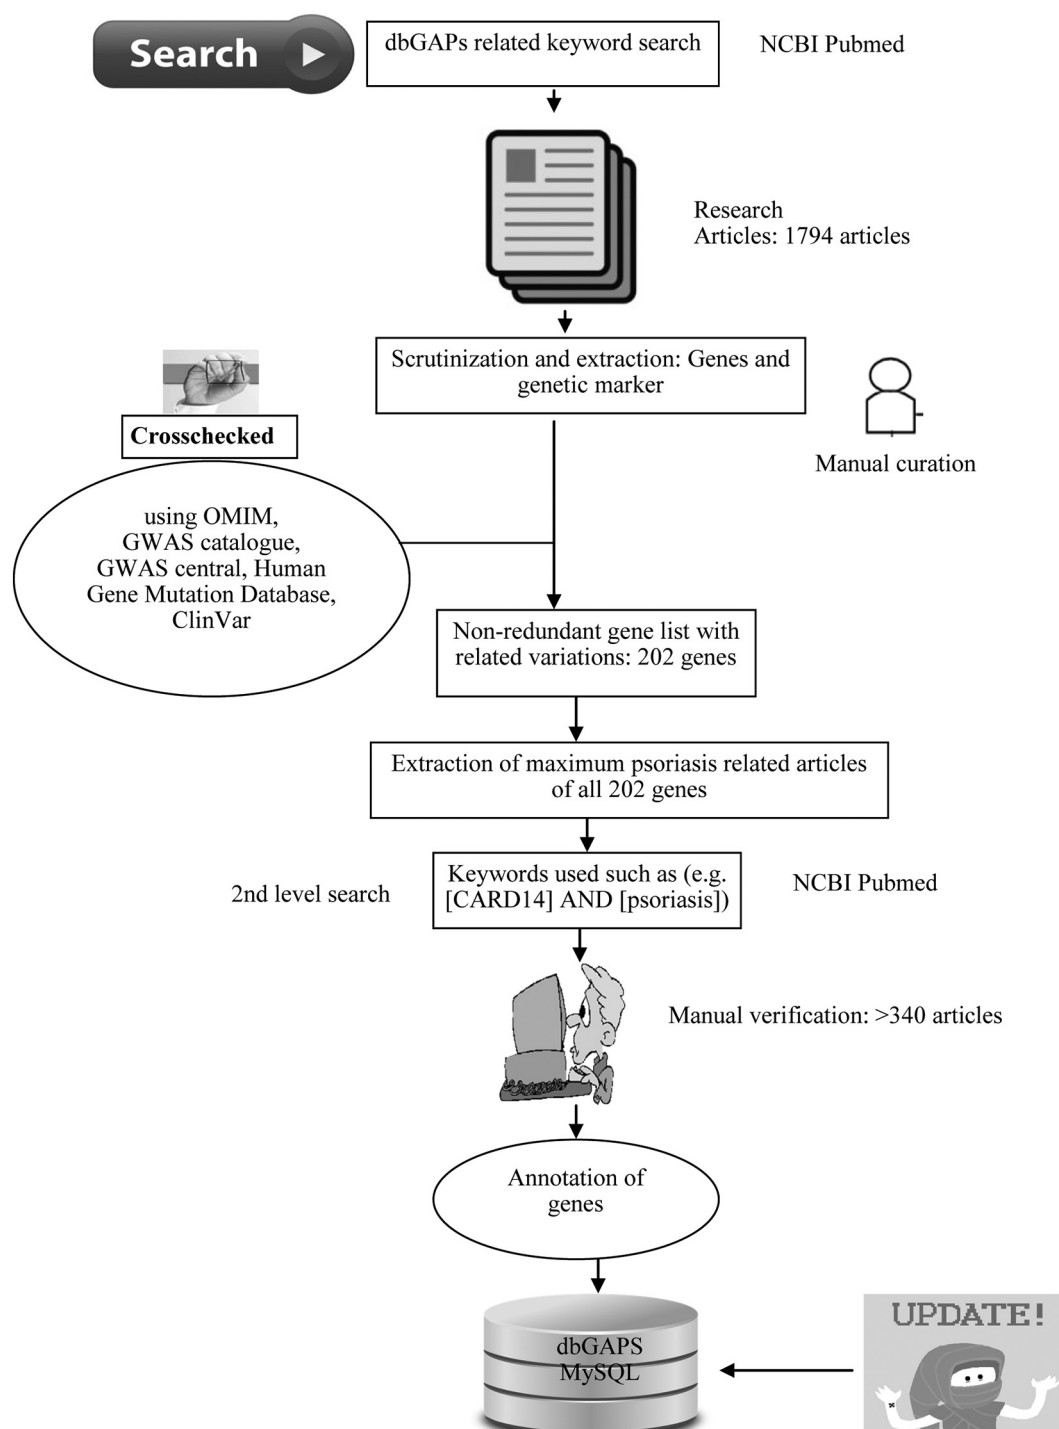 Search
dbGAPs related keyword search
NCBI Pubmed
Research
Articles: 1794 articles
Scrutinization and extraction: Genes and
genetic marker
Manual curation
Crosschecked
using OMIM,
GWAS catalogue,
GWAS central, Human
Gene Mutation Database,
ClinVar
Non-redundant gene list with
related variations: 202 genes
Extraction of maximum psoriasis related articles
of all 202 genes
2nd level search
Keywords used such as (e.g.
[CARD14] AND [psoriasis])
NCBI Pubmed
Manual verification: >340 articles
Annotation of
genes
dbGAPS
MySQL
UPDATE!